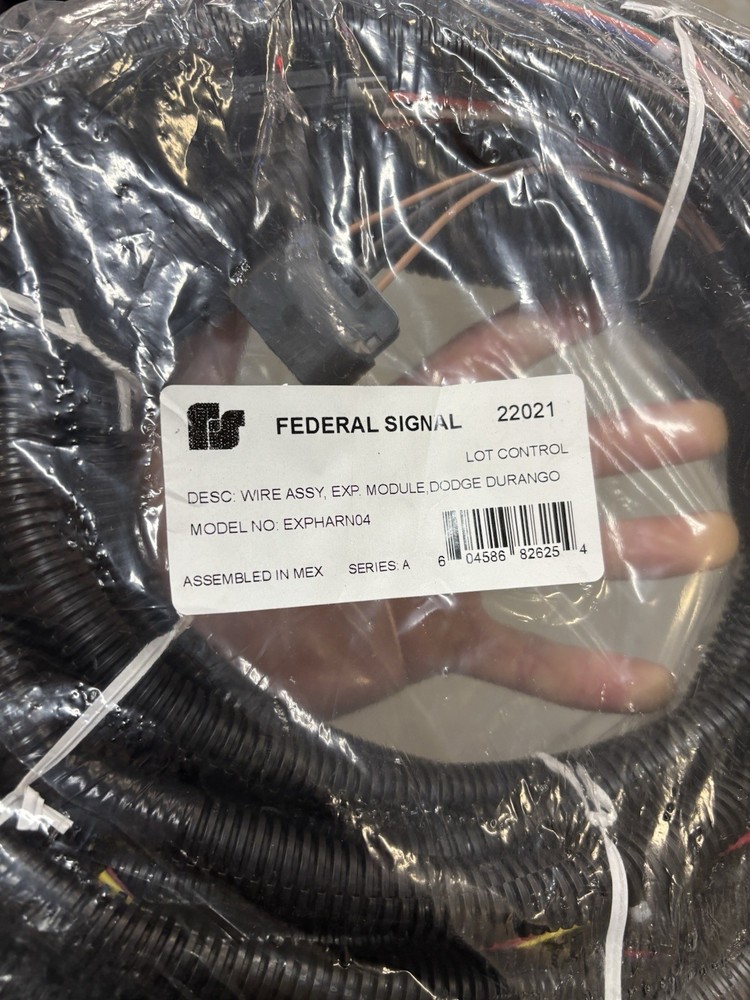 FS FEDERAL SIGNAL 22021
LOT CONTROL
DESC: WIRE ASSY, EXP. MODULE,DODGE DURANGO
MODEL NO: EXPHARN04
6 04586 82625 4
ASSEMBLED IN MEX SERIES: A